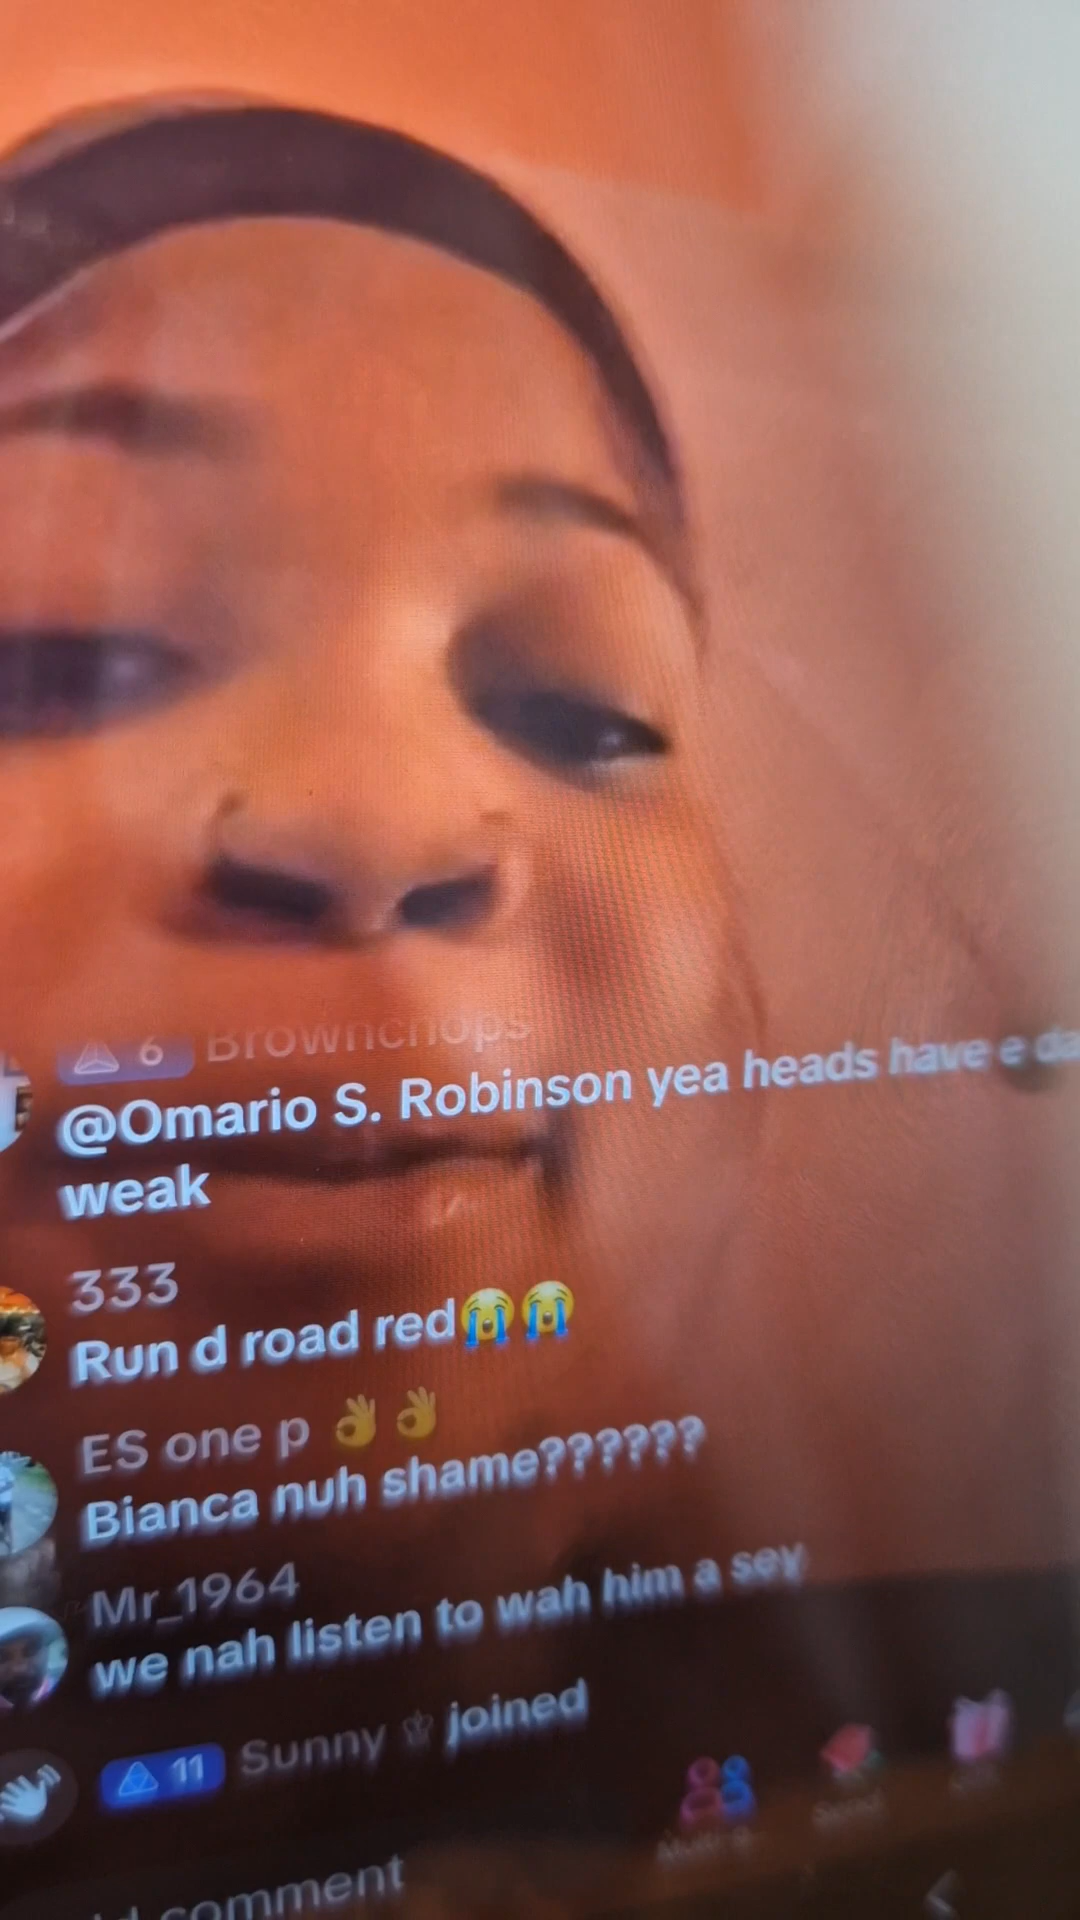 6 Brownchops
@Omario S. Robinson yea heads have e da
weak
333
Run d road red😭😭
ES one p 👌👌
Bianca nuh shame??????
Mr_1964
we nah listen to wah him a sey
11 Sunny joined
comment